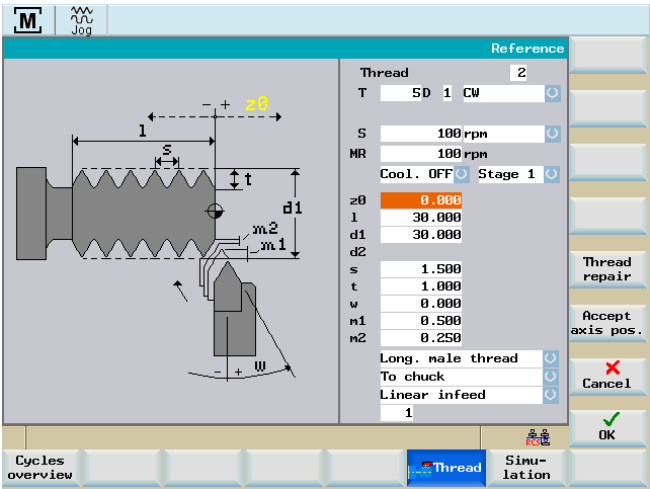 M
Jog
Reference
Thread 2
T 5 D 1 CW
S 100 rpm
MR 100 rpm
Cool. OFF Stage 1
z0 0.000
l 30.000
d1 30.000
d2
s 1.500
t 1.000
w 0.000
m1 0.500
m2 0.250
Long. male thread
To chuck
Linear infeed
1
- + z0
l
s
t
d1
m2
m1
- + w
Thread
repair
Accept
axis pos.
Cancel
OK
RCS
Cycles
overview
Thread
Simu-
lation